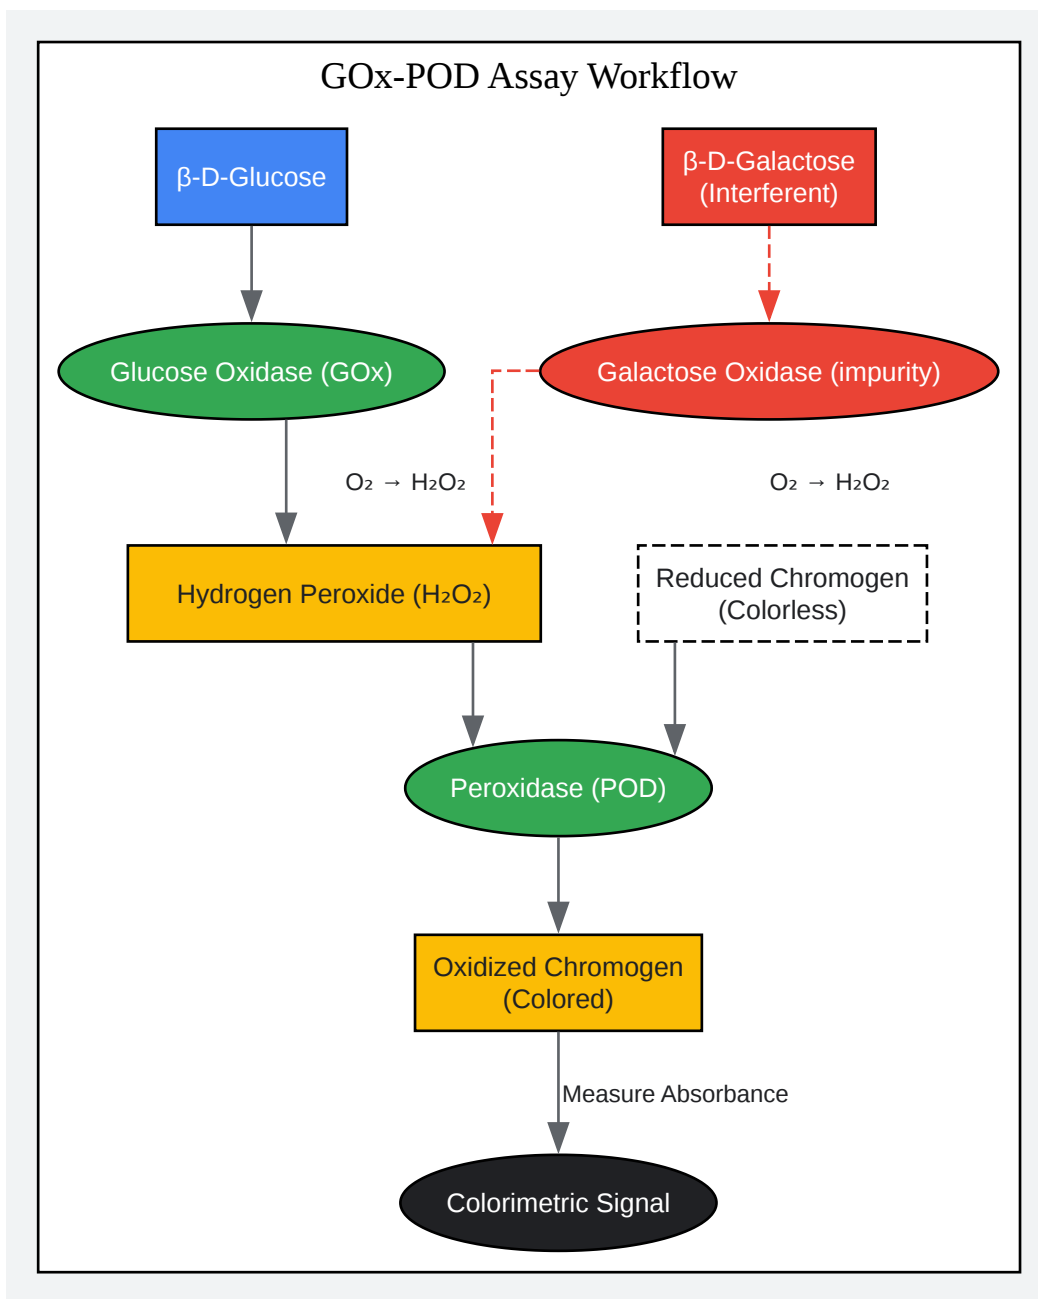 GOx-POD Assay Workflow
β-D-Glucose
β-D-Galactose
(Interferent)
Glucose Oxidase (GOx)
Galactose Oxidase (impurity)
O₂ → H₂O₂
O₂ → H₂O₂
Hydrogen Peroxide (H₂O₂)
Reduced Chromogen
(Colorless)
Peroxidase (POD)
Oxidized Chromogen
(Colored)
Measure Absorbance
Colorimetric Signal